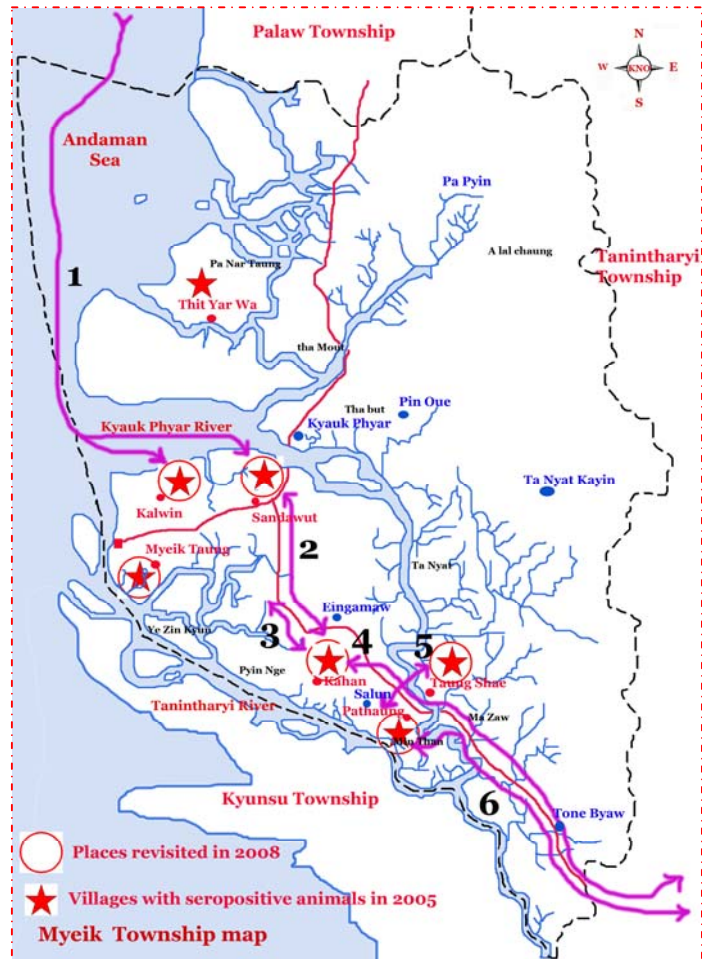 Palaw Township
N
W KNO E
S
Andaman
Sea
Pa Pyin
A lal chaung
Tanintharyi
Township
Pa Nar Taung
1
Thit Yar Wa
tha Mout
Tha but
Pin Oue
Kyauk Phyar River
Kyauk Phyar
Ta Nyat Kayin
Kalwin
Sandawut
Myeik Taung
2
Ta Nyat
Ye Zin Kyun
3
Eingamaw
4
5
Pyin Nge
Kahan
Taung Shae
Tanintharyi River
Salun
Pathaung
Ma Zaw
Min Than
Kyunsu Township
6
Tone Byaw
Places revisited in 2008
Villages with seropositive animals in 2005
Myeik Township map